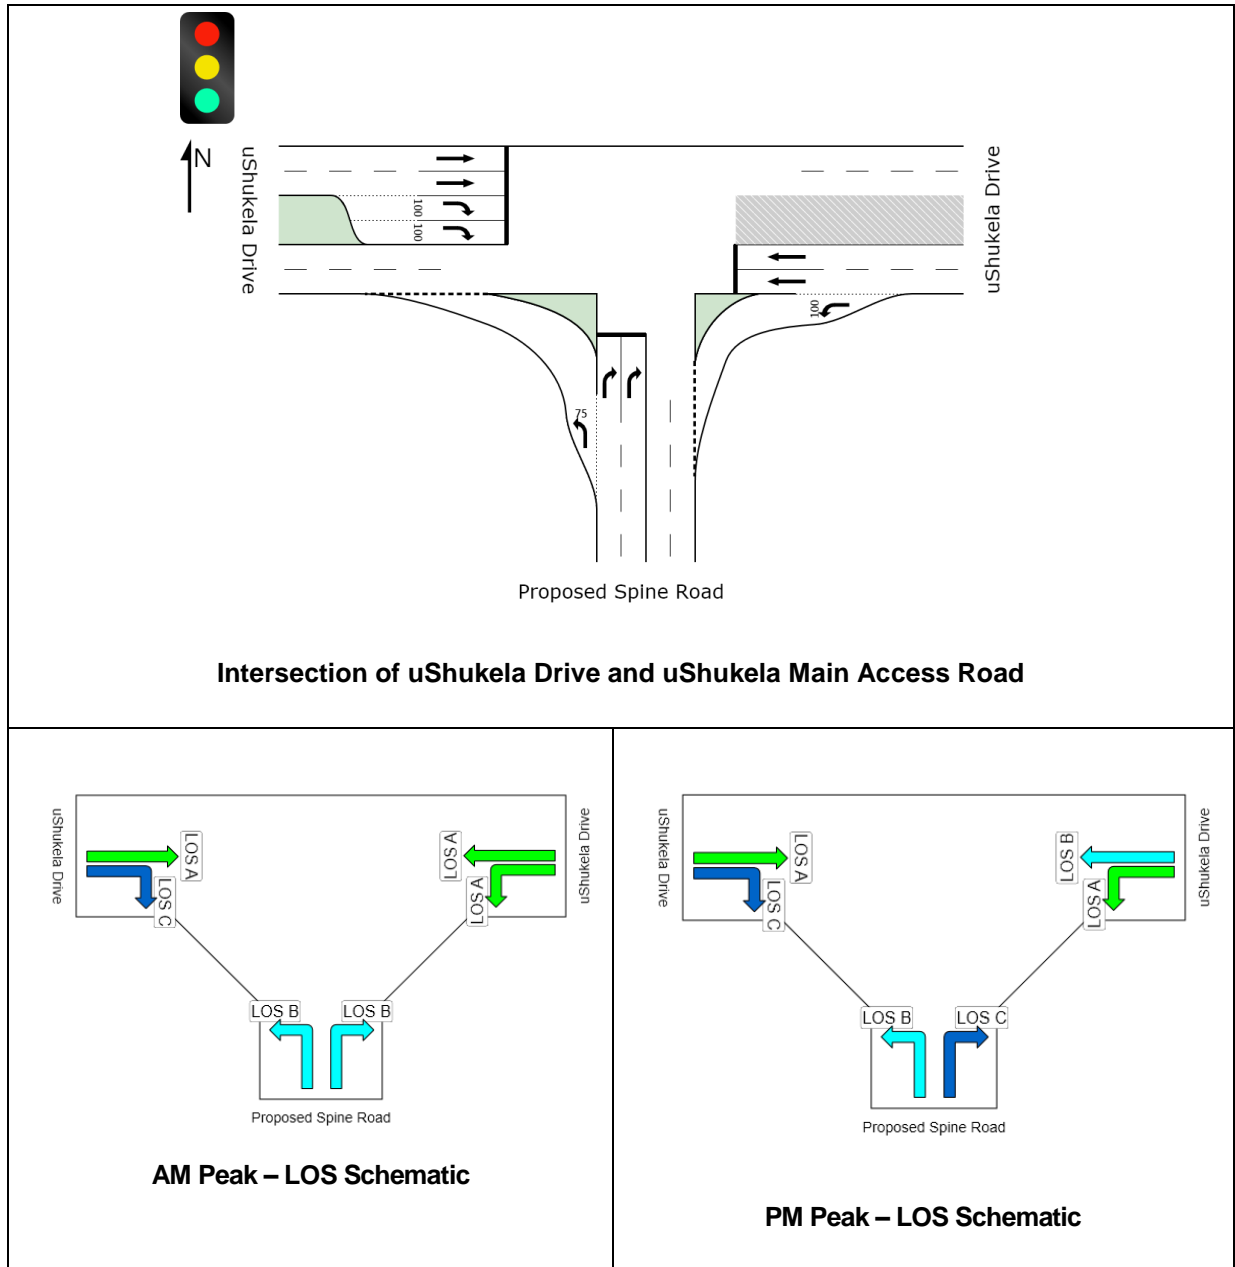 N
uShukela Drive
uShukela Drive
100
100
100
75
Proposed Spine Road
Intersection of uShukela Drive and uShukela Main Access Road
uShukela Drive
LOS A
LOS C
LOS A
LOS A
uShukela Drive
LOS B
LOS B
Proposed Spine Road
AM Peak – LOS Schematic
uShukela Drive
LOS A
LOS C
LOS B
LOS A
uShukela Drive
LOS B
LOS C
Proposed Spine Road
PM Peak – LOS Schematic